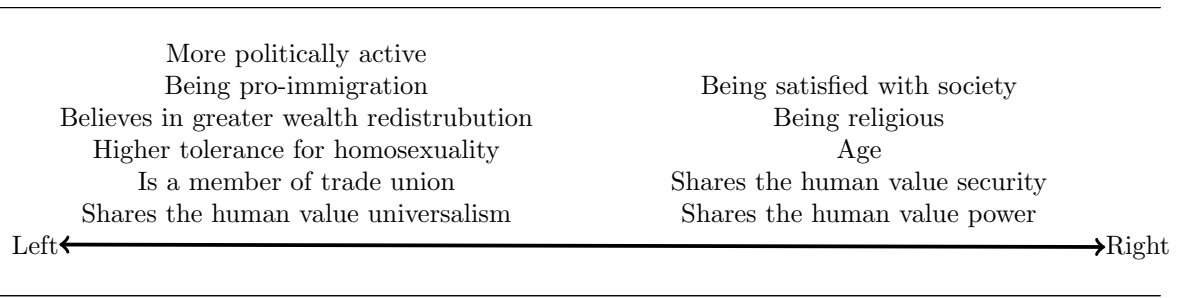 More politically active
Being pro-immigration
Believes in greater wealth redistrubution
Higher tolerance for homosexuality
Is a member of trade union
Shares the human value universalism
Being satisfied with society
Being religious
Age
Shares the human value security
Shares the human value power
Left
Right